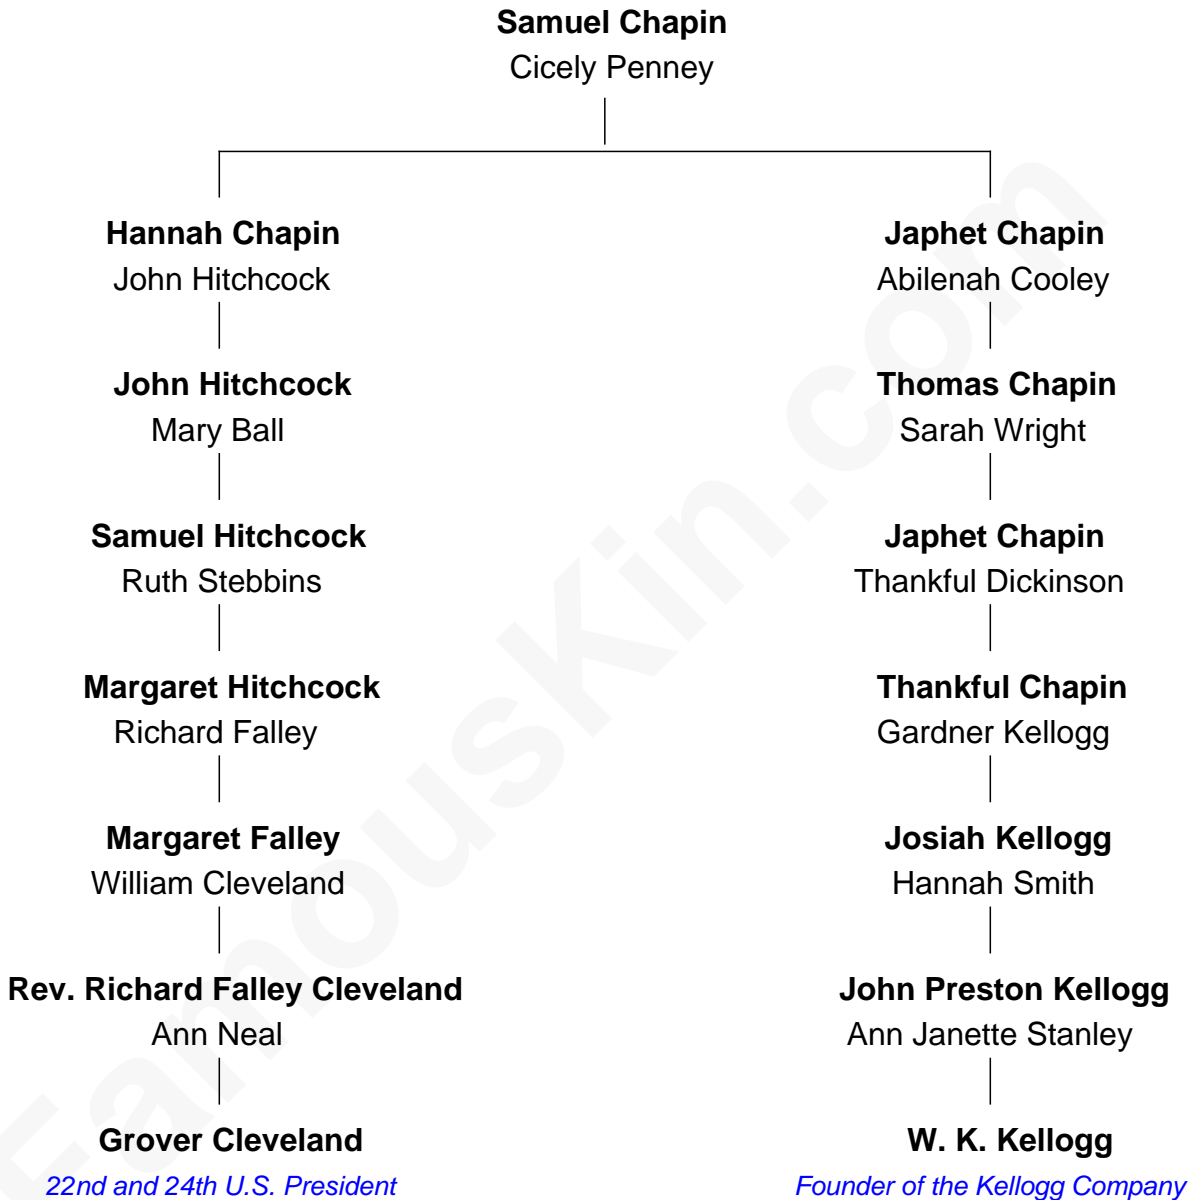 Samuel Chapin
Cicely Penney
Hannah Chapin
John Hitchcock
John Hitchcock
Mary Ball
Samuel Hitchcock
Ruth Stebbins
Margaret Hitchcock
Richard Falley
Margaret Falley
William Cleveland
Rev. Richard Falley Cleveland
Ann Neal
Grover Cleveland
22nd and 24th U.S. President
Japhet Chapin
Abilenah Cooley
Thomas Chapin
Sarah Wright
Japhet Chapin
Thankful Dickinson
Thankful Chapin
Gardner Kellogg
Josiah Kellogg
Hannah Smith
John Preston Kellogg
Ann Janette Stanley
W. K. Kellogg
Founder of the Kellogg Company
FamousKin.com